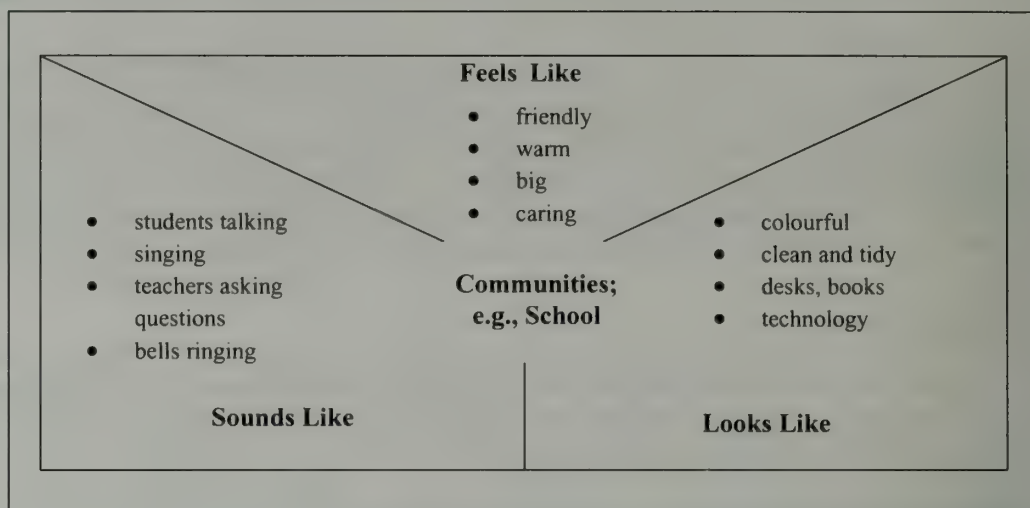 Feels Like
• friendly
• warm
• big
• caring
• students talking
• singing
• teachers asking
questions
• bells ringing
Communities;
e.g., School
• colourful
• clean and tidy
• desks, books
• technology
Sounds Like
Looks Like